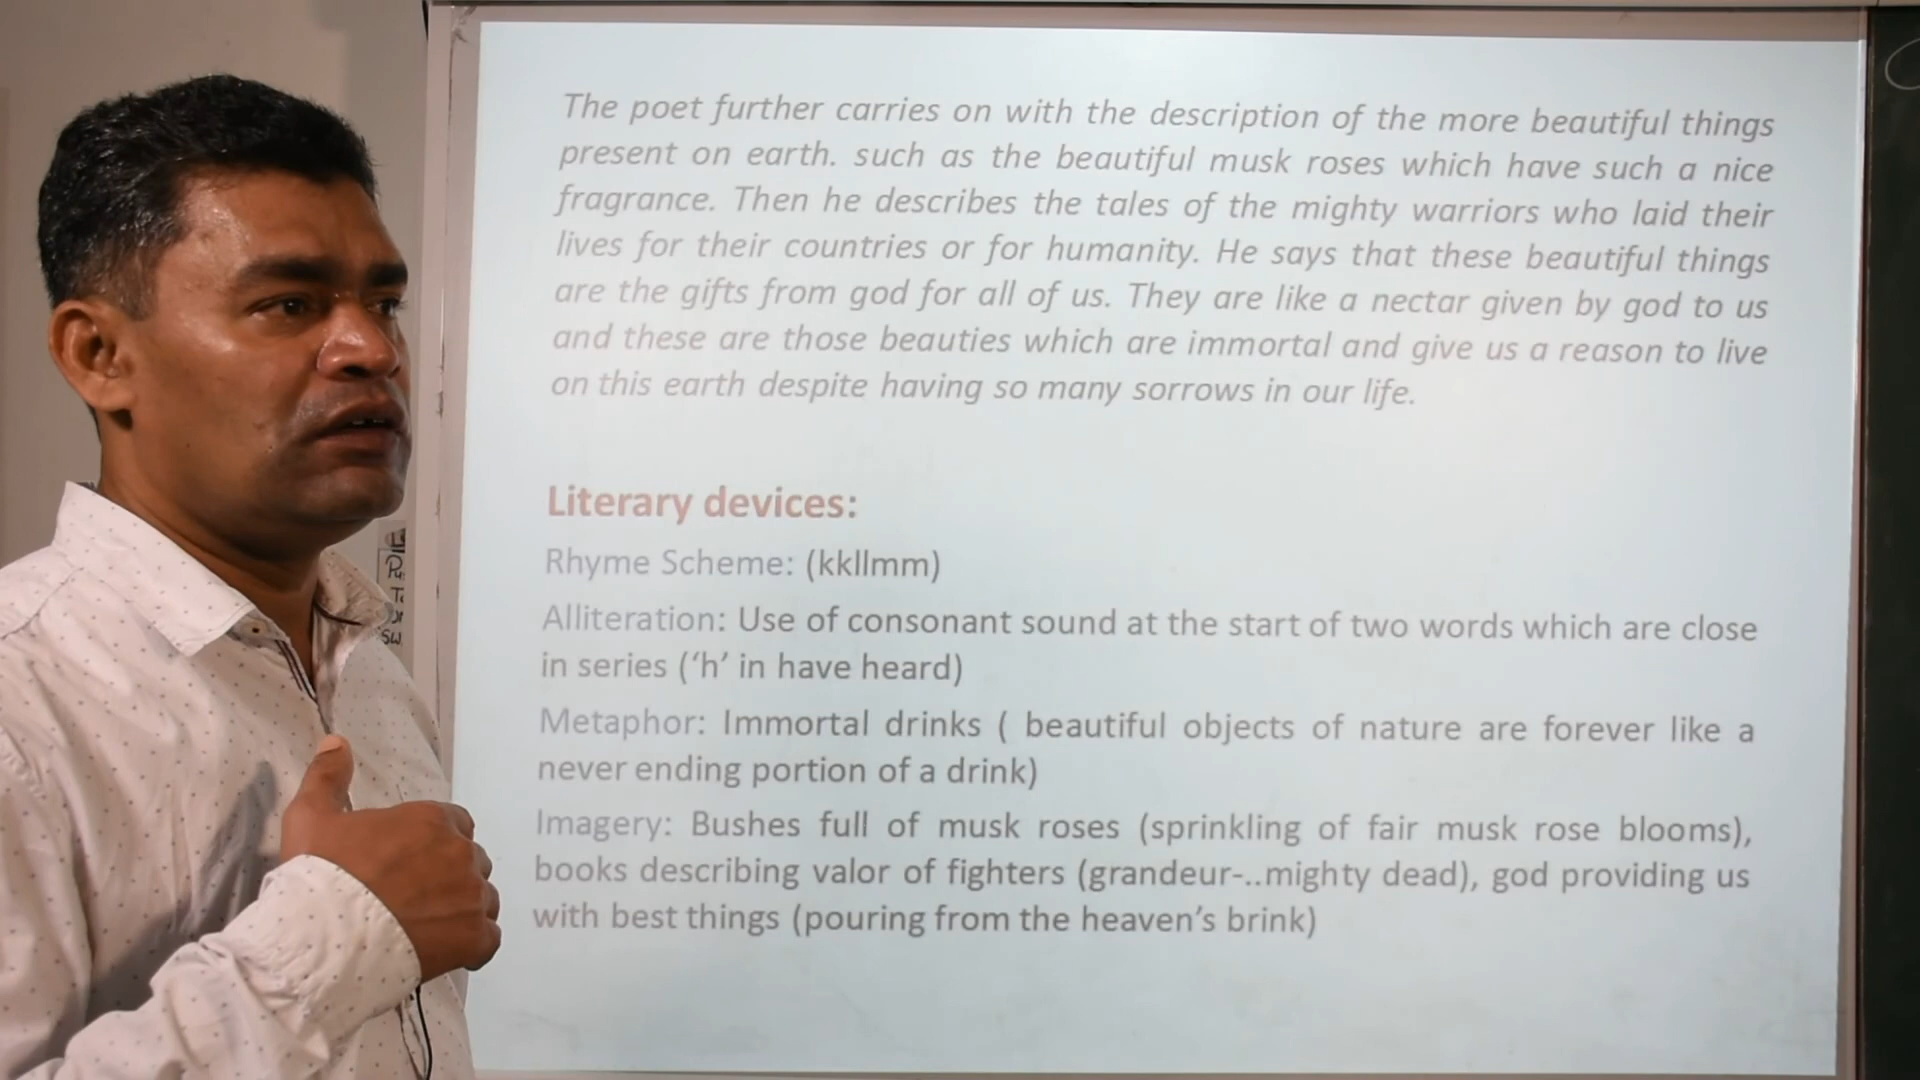 The poet further carries on with the description of the more beautiful things
present on earth. such as the beautiful musk roses which have such a nice
fragrance. Then he describes the tales of the mighty warriors who laid their
lives for their countries or for humanity. He says that these beautiful things
are the gifts from god for all of us. They are like a nectar given by god to us
and these are those beauties which are immortal and give us a reason to live
on this earth despite having so many sorrows in our life.
Literary devices:
Rhyme Scheme: (kkllmm)
Alliteration: Use of consonant sound at the start of two words which are close
in series (‘h’ in have heard)
Metaphor: Immortal drinks ( beautiful objects of nature are forever like a
never ending portion of a drink)
Imagery: Bushes full of musk roses (sprinkling of fair musk rose blooms),
books describing valor of fighters (grandeur-..mighty dead), god providing us
with best things (pouring from the heaven’s brink)